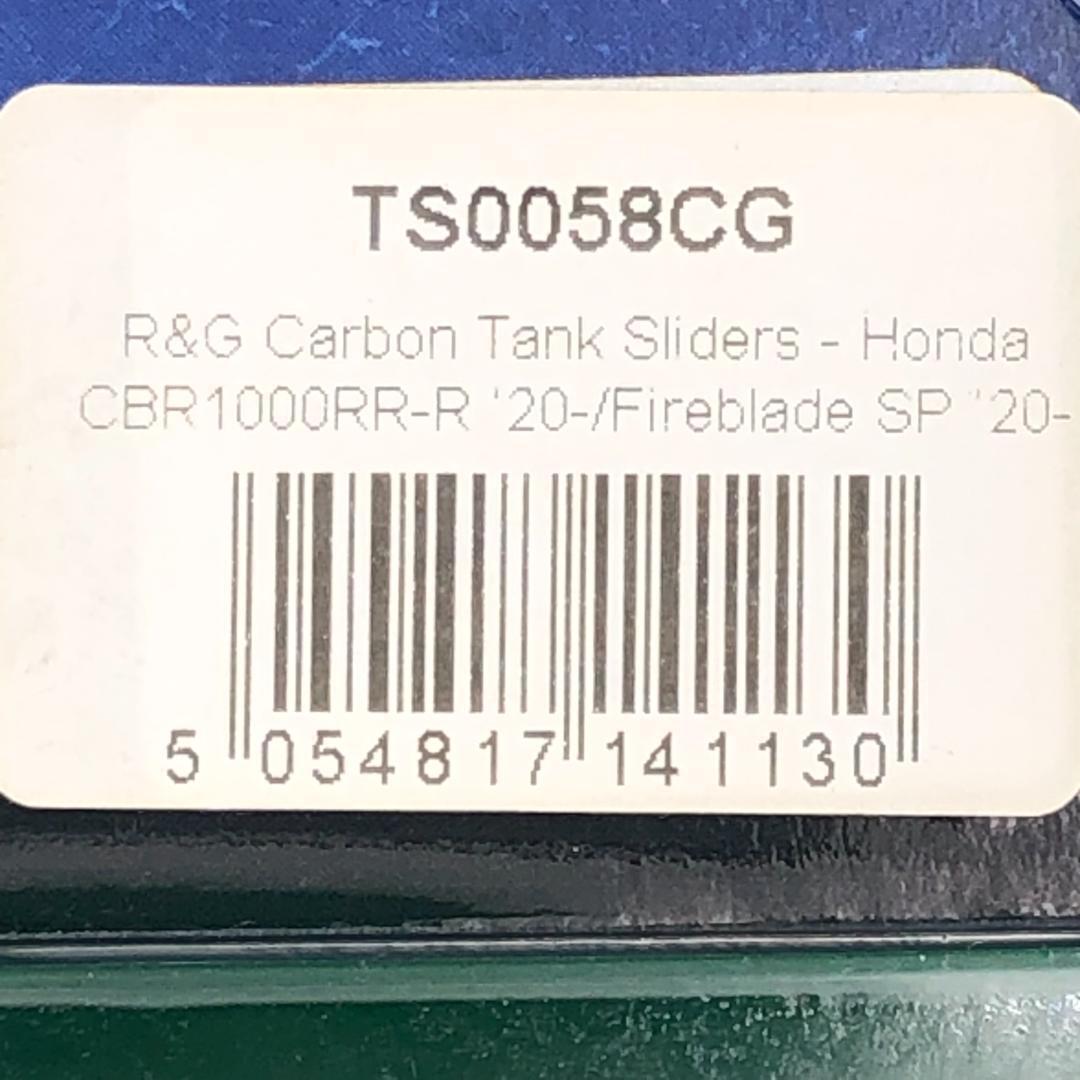 TS0058CG
R&G Carbon Tank Sliders - Honda
CBR1000RR-R '20-/Fireblade SP '20-
5 054817 141130